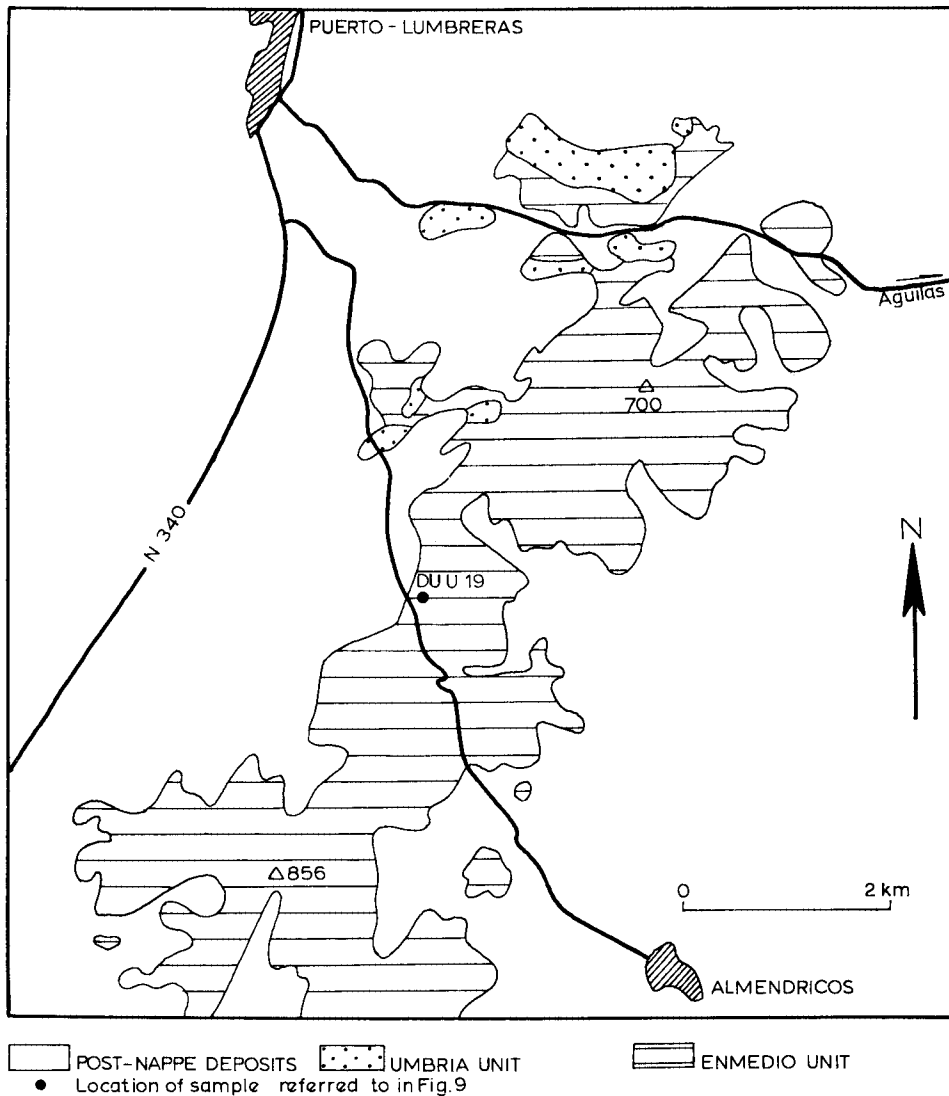 PUERTO-LUMBRERAS
Aguilas
700
N 340
N
DU U 19
856
0 2 km
ALMENDRICOS
POST-NAPPE DEPOSITS UMBRIA UNIT ENMEDIO UNIT
Location of sample referred to in Fig.9